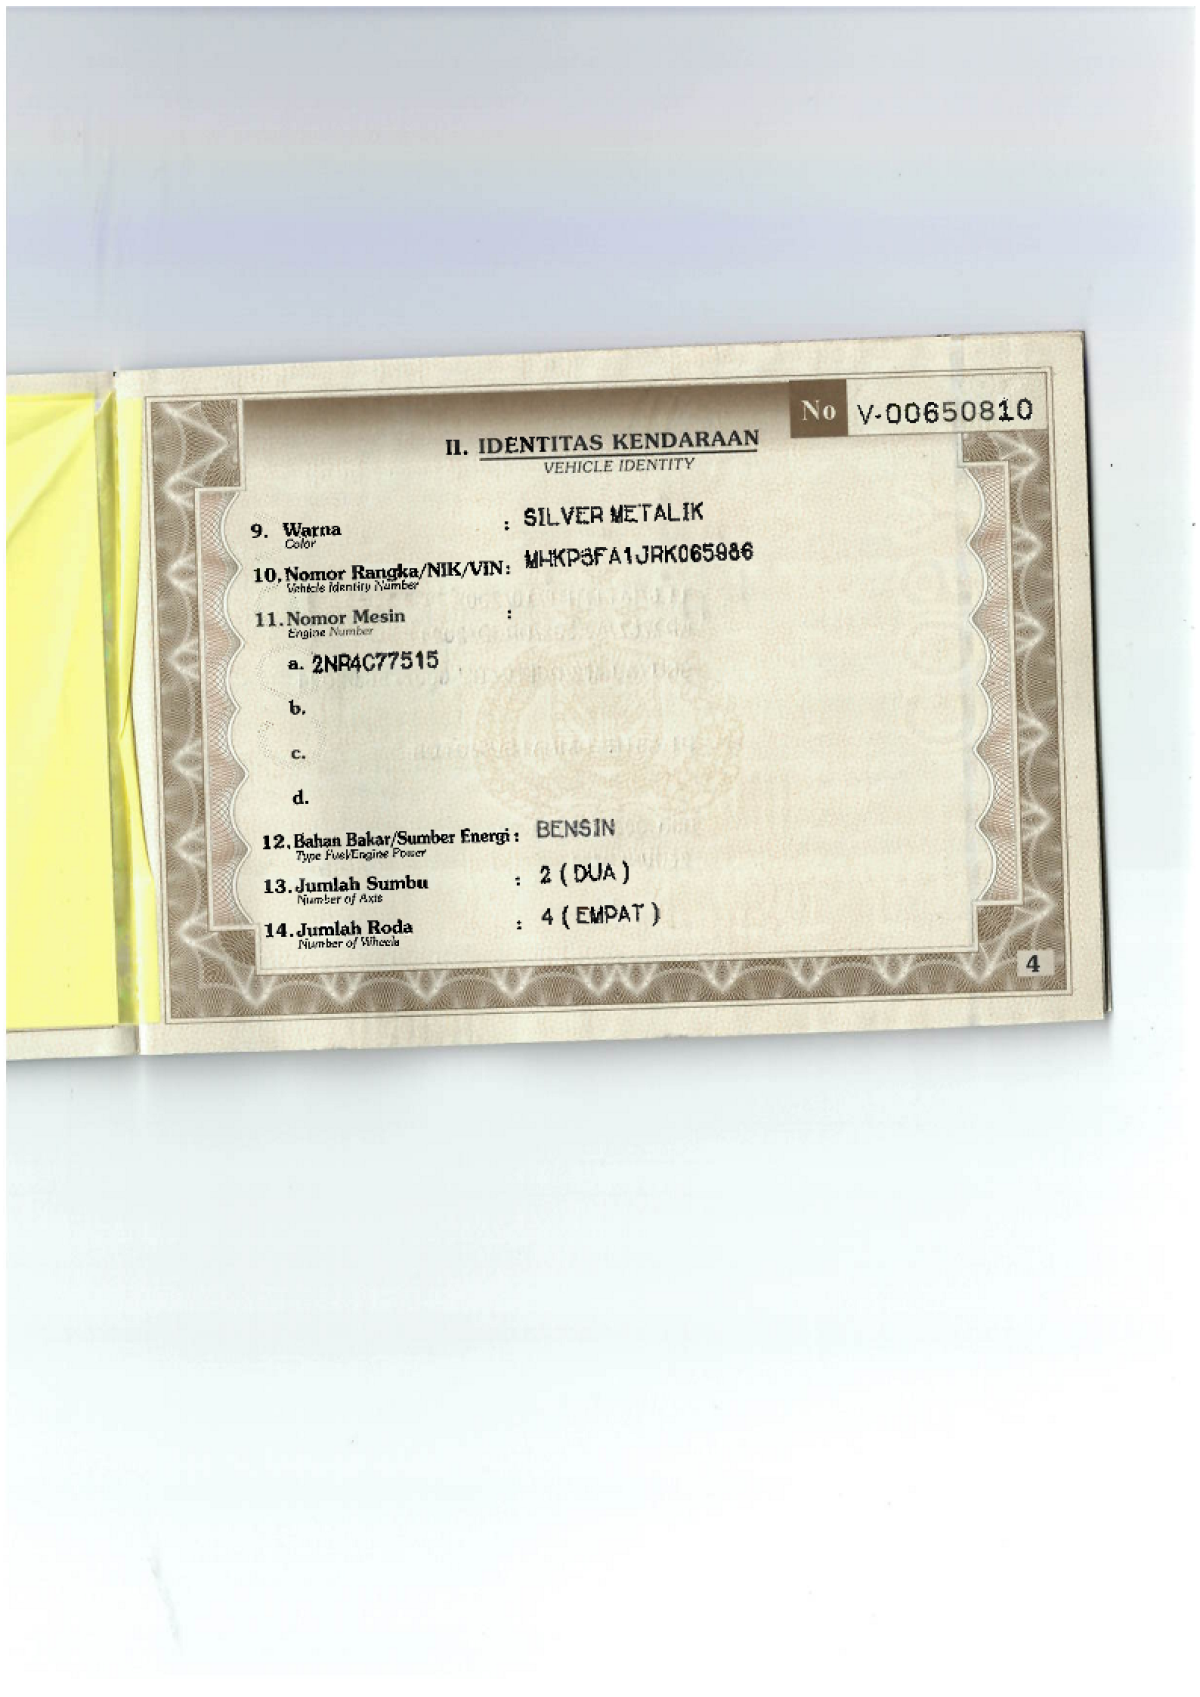 No V-00650810
II. IDENTITAS KENDARAAN
VEHICLE IDENTITY
9. Warna : SILVER METALIK
Color
10. Nomor Rangka/NIK/VIN:
Vehicle Identity Number
11. Nomor Mesin :
Engine Number
a. 2NR4C77515
b.
c.
d.
12. Bahan Bakar/Sumber Energi : BENSIN
Type Fuel/Engine Power
13. Jumlah Sumbu : 2 ( DUA )
Number of Axis
14. Jumlah Roda : 4 ( EMPAT )
Number of Wheels
4